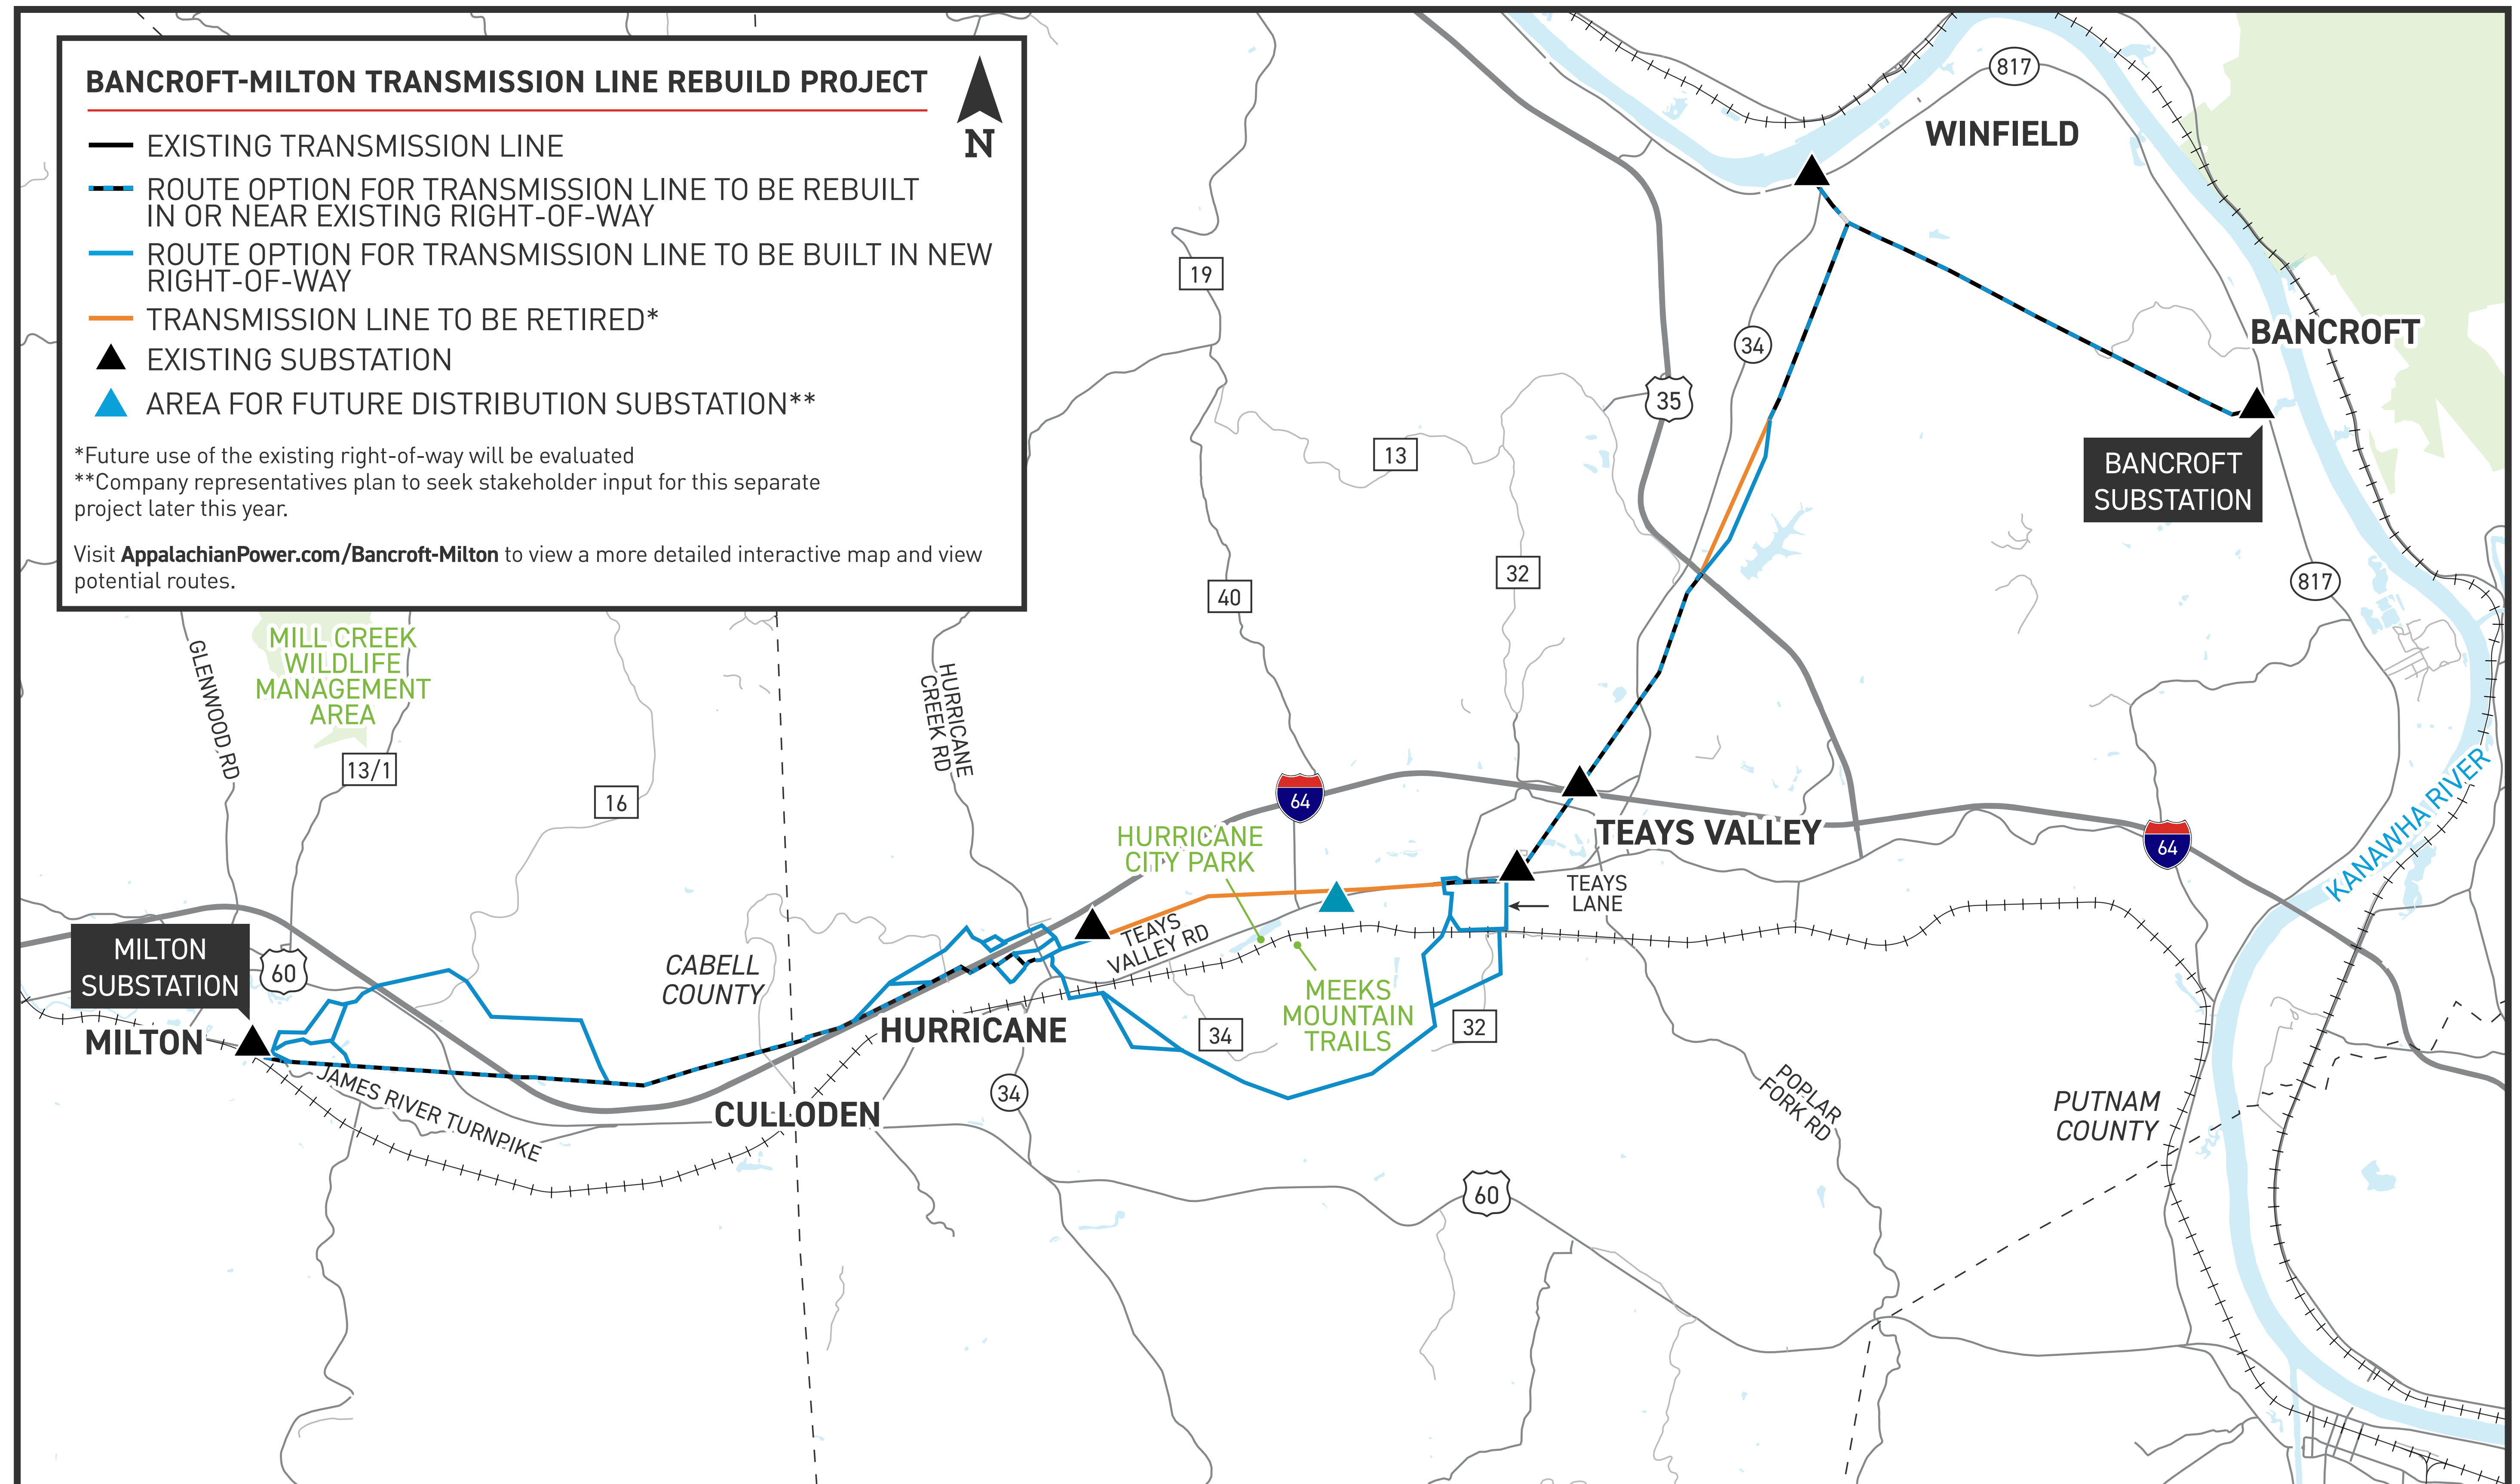 BANCROFT-MILTON TRANSMISSION LINE REBUILD PROJECT
N
EXISTING TRANSMISSION LINE
ROUTE OPTION FOR TRANSMISSION LINE TO BE REBUILT
IN OR NEAR EXISTING RIGHT-OF-WAY
ROUTE OPTION FOR TRANSMISSION LINE TO BE BUILT IN NEW
RIGHT-OF-WAY
TRANSMISSION LINE TO BE RETIRED*
EXISTING SUBSTATION
AREA FOR FUTURE DISTRIBUTION SUBSTATION**
*Future use of the existing right-of-way will be evaluated
**Company representatives plan to seek stakeholder input for this separate
project later this year.
Visit AppalachianPower.com/Bancroft-Milton to view a more detailed interactive map and view
potential routes.
817
WINFIELD
19
BANCROFT
34
35
13
BANCROFT
SUBSTATION
32
40
817
MILL CREEK
WILDLIFE
MANAGEMENT
AREA
GLENWOOD RD
HURRICANE
CREEK RD
13/1
16
64
KANAWHA RIVER
HURRICANE
CITY PARK
TEAYS VALLEY
64
TEAYS
LANE
TEAYS
VALLEY RD
MILTON
SUBSTATION
60
CABELL
COUNTY
MEEKS
MOUNTAIN
TRAILS
34
32
HURRICANE
MILTON
JAMES RIVER TURNPIKE
34
CULLODEN
POPLAR
FORK RD
PUTNAM
COUNTY
60